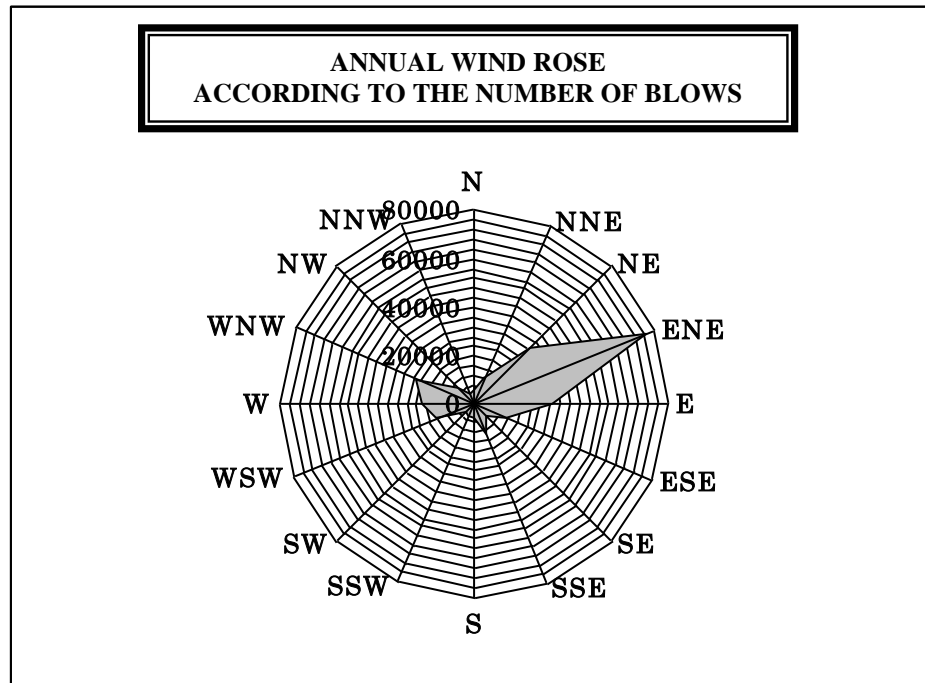 ANNUAL WIND ROSE
ACCORDING TO THE NUMBER OF BLOWS
N
NNW 80000 NNE
NW 60000 NE
40000
WNW ENE
20000
W 0 E
WSW ESE
SW SE
SSW SSE
S